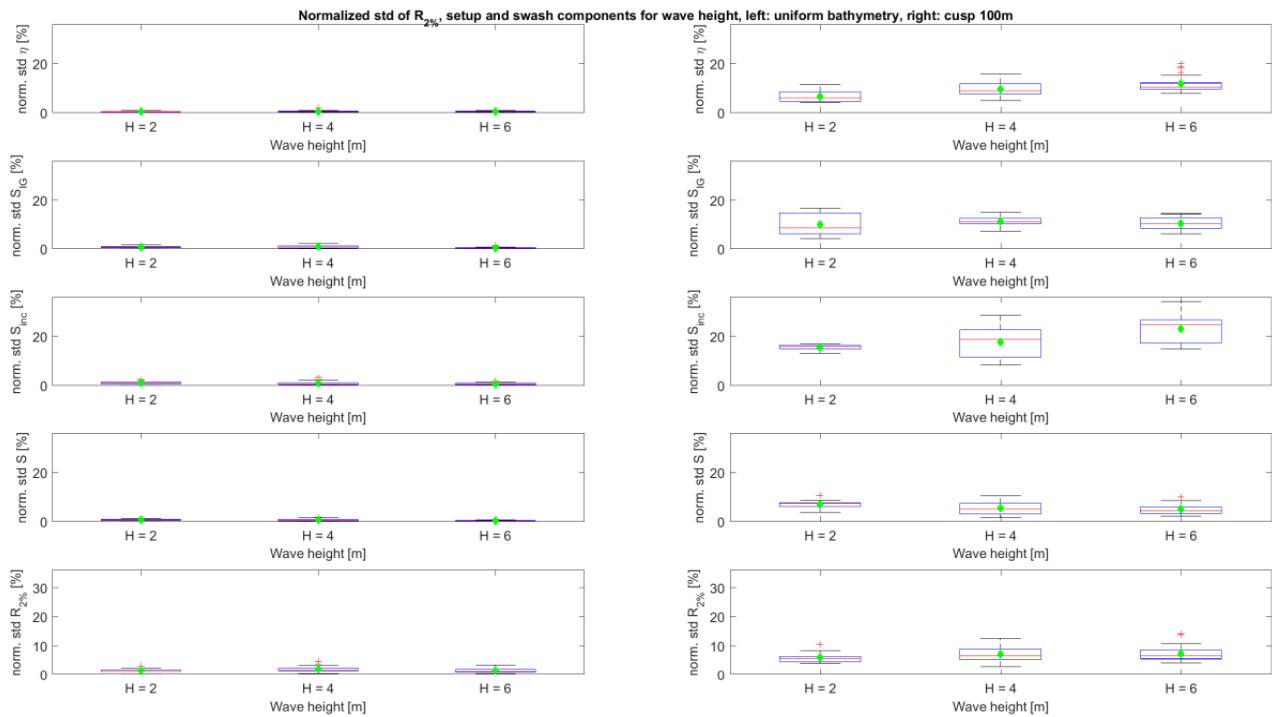 Normalized std of R2%, setup and swash components for wave height, left: uniform bathymetry, right: cusp 100m
norm. std η [%]
20
0
H = 2 H = 4 H = 6
Wave height [m]
norm. std η [%]
20
0
H = 2 H = 4 H = 6
Wave height [m]
norm. std SIG [%]
20
0
H = 2 H = 4 H = 6
Wave height [m]
norm. std SIG [%]
20
0
H = 2 H = 4 H = 6
Wave height [m]
norm. std Sinc [%]
20
0
H = 2 H = 4 H = 6
Wave height [m]
norm. std Sinc [%]
20
0
H = 2 H = 4 H = 6
Wave height [m]
norm. std S [%]
20
0
H = 2 H = 4 H = 6
Wave height [m]
norm. std S [%]
20
0
H = 2 H = 4 H = 6
Wave height [m]
norm. std R2% [%]
30
20
10
0
H = 2 H = 4 H = 6
Wave height [m]
norm. std R2% [%]
30
20
10
0
H = 2 H = 4 H = 6
Wave height [m]